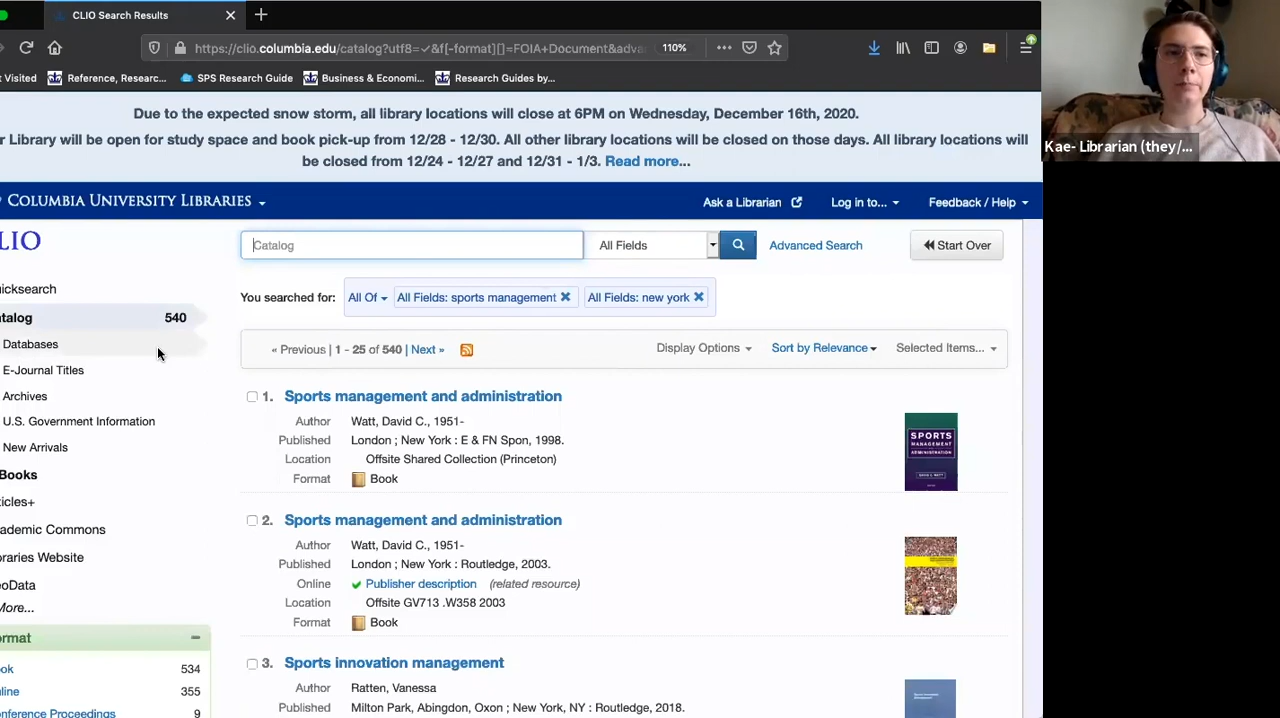 CLIO Search Results
https://clio.columbia.edu/catalog?utf8=✓&f[-format][]=FOIA+Document&adva 110%
t Visited Reference, Researc... SPS Research Guide Business & Economi... Research Guides by...
Due to the expected snow storm, all library locations will close at 6PM on Wednesday, December 16th, 2020.
r Library will be open for study space and book pick-up from 12/28 - 12/30. All other library locations will be closed on those days. All library locations will
be closed from 12/24 - 12/27 and 12/31 - 1/3. Read more...
Kae- Librarian (they/...
COLUMBIA UNIVERSITY LIBRARIES Ask a Librarian Log in to... Feedback / Help
LIO
Catalog All Fields Advanced Search Start Over
uicksearch
You searched for: All Of All Fields: sports management ✖ All Fields: new york ✖
atalog 540
Databases
« Previous | 1 - 25 of 540 | Next » Display Options Sort by Relevance Selected Items...
E-Journal Titles
Archives
U.S. Government Information
New Arrivals
Books
ticles+
ademic Commons
braries Website
oData
More...
ormat
ok 534
nline 355
onference Proceedings 9
1. Sports management and administration
Author Watt, David C., 1951-
Published London ; New York : E & FN Spon, 1998.
Location Offsite Shared Collection (Princeton)
Format Book
SPORTS
MANAGEMENT
ADMINISTRATION
2. Sports management and administration
Author Watt, David C., 1951-
Published London ; New York : Routledge, 2003.
Online Publisher description (related resource)
Location Offsite GV713 .W358 2003
Format Book
3. Sports innovation management
Author Ratten, Vanessa
Published Milton Park, Abingdon, Oxon ; New York, NY : Routledge, 2018.